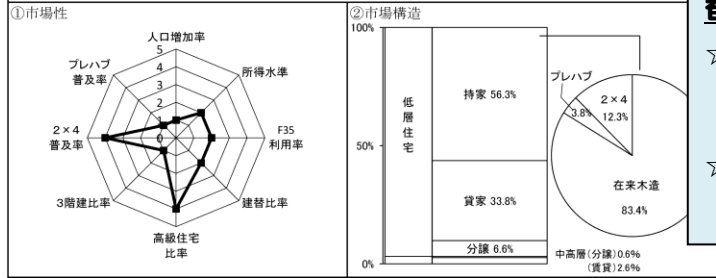 ①市場性
人口増加率
5
4
3
2
1
0
所得水準
F35
利用率
建替比率
高級住宅
比率
3階建比率
2×4
普及率
プレハブ
普及率
②市場構造
100%
50%
0%
低層住宅
持家 56.3%
貸家 33.8%
分譲 6.6%
プレハブ
3.8%
2×4
12.3%
在来木造
83.4%
中高層(分譲)0.6%
(賃貸)2.6%
☆
☆